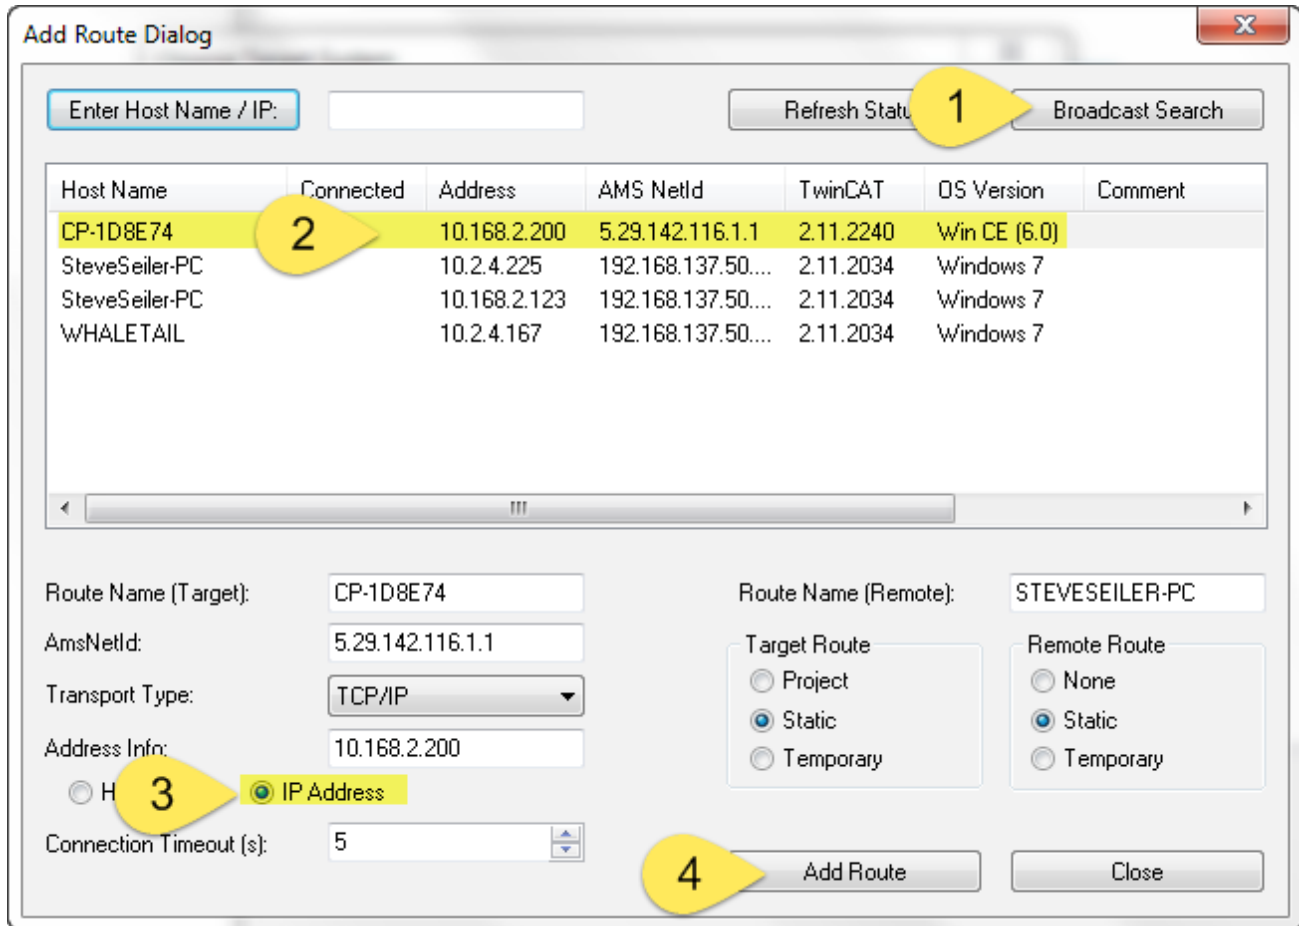 Add Route Dialog
Enter Host Name / IP: Refresh Statu 1 Broadcast Search
Host Name Connected Address AMS NetId TwinCAT OS Version Comment
CP-1D8E74 2 10.168.2.200 5.29.142.116.1.1 2.11.2240 Win CE (6.0)
SteveSeiler-PC 10.2.4.225 192.168.137.50.... 2.11.2034 Windows 7
SteveSeiler-PC 10.168.2.123 192.168.137.50.... 2.11.2034 Windows 7
WHALETAIL 10.2.4.167 192.168.137.50.... 2.11.2034 Windows 7
Route Name (Target): CP-1D8E74 Route Name (Remote): STEVESEILER-PC
AmsNetId: 5.29.142.116.1.1 Target Route Remote Route
Project None
Transport Type: TCP/IP
Static Static
Address Info: 10.168.2.200
Temporary Temporary
H 3 IP Address
Connection Timeout (s): 5
4 Add Route Close